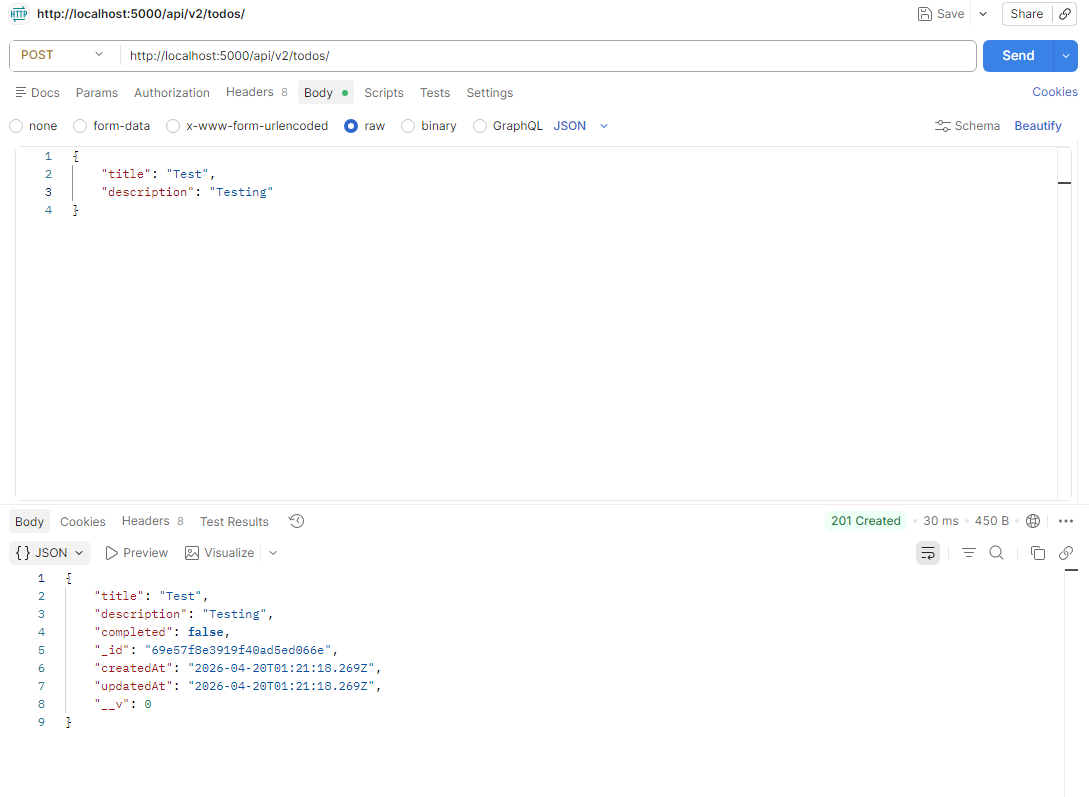 HTTP http://localhost:5000/api/v2/todos/ Save Share
POST http://localhost:5000/api/v2/todos/ Send
Docs Params Authorization Headers 8 Body Scripts Tests Settings Cookies
none form-data x-www-form-urlencoded raw binary GraphQL JSON Schema Beautify
1 {
2 "title": "Test",
3 "description": "Testing"
4 }
Body Cookies Headers 8 Test Results 201 Created 30 ms 450 B
{} JSON Preview Visualize
1 {
2 "title": "Test",
3 "description": "Testing",
4 "completed": false,
5 "_id": "69e57f8e3919f40ad5ed066e",
6 "createdAt": "2026-04-20T01:21:18.269Z",
7 "updatedAt": "2026-04-20T01:21:18.269Z",
8 "__v": 0
9 }